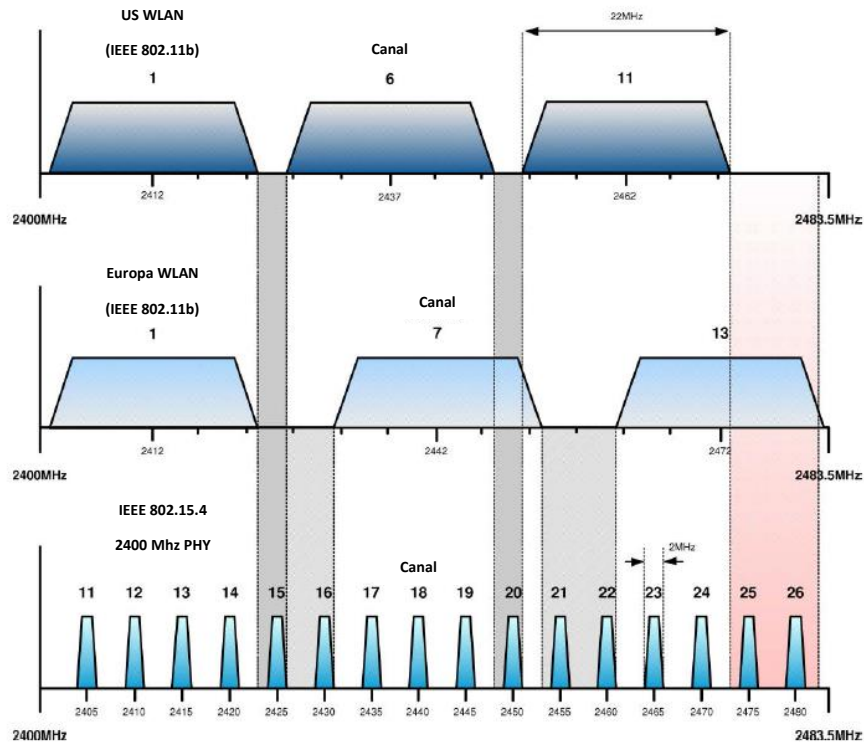 US WLAN
(IEEE 802.11b)
Canal
22MHz
1 6 11
2412 2437 2462
2400MHz 2483.5MHz
Europa WLAN
(IEEE 802.11b)
Canal
1 7 13
2412 2442 2472
2400MHz 2483.5MHz
IEEE 802.15.4
2400 Mhz PHY
Canal
2MHz
11 12 13 14 15 16 17 18 19 20 21 22 23 24 25 26
2405 2410 2415 2420 2425 2430 2435 2440 2445 2450 2455 2460 2465 2470 2475 2480
2400MHz 2483.5MHz